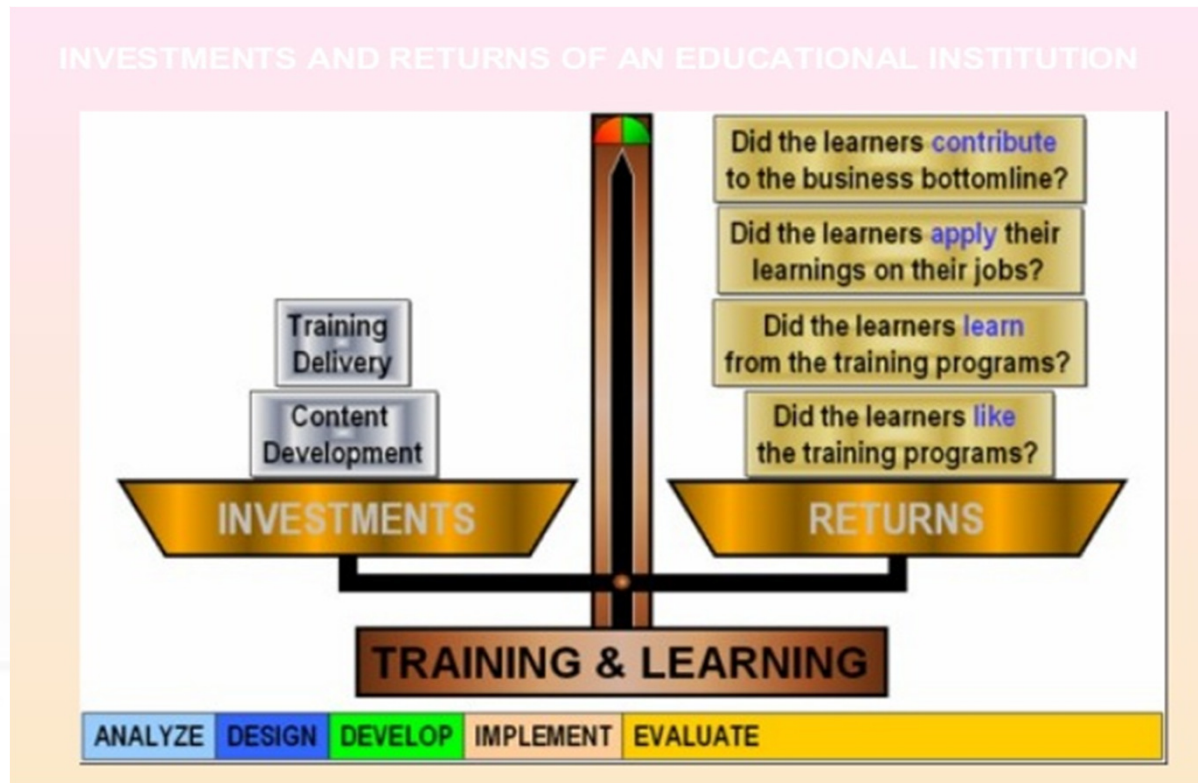 INVESTMENTS AND RETURNS OF AN EDUCATIONAL INSTITUTION
Training
Delivery
Content
Development
INVESTMENTS
Did the learners contribute
to the business bottomline?
Did the learners apply their
learnings on their jobs?
Did the learners learn
from the training programs?
Did the learners like
the training programs?
RETURNS
TRAINING & LEARNING
ANALYZE DESIGN DEVELOP IMPLEMENT EVALUATE